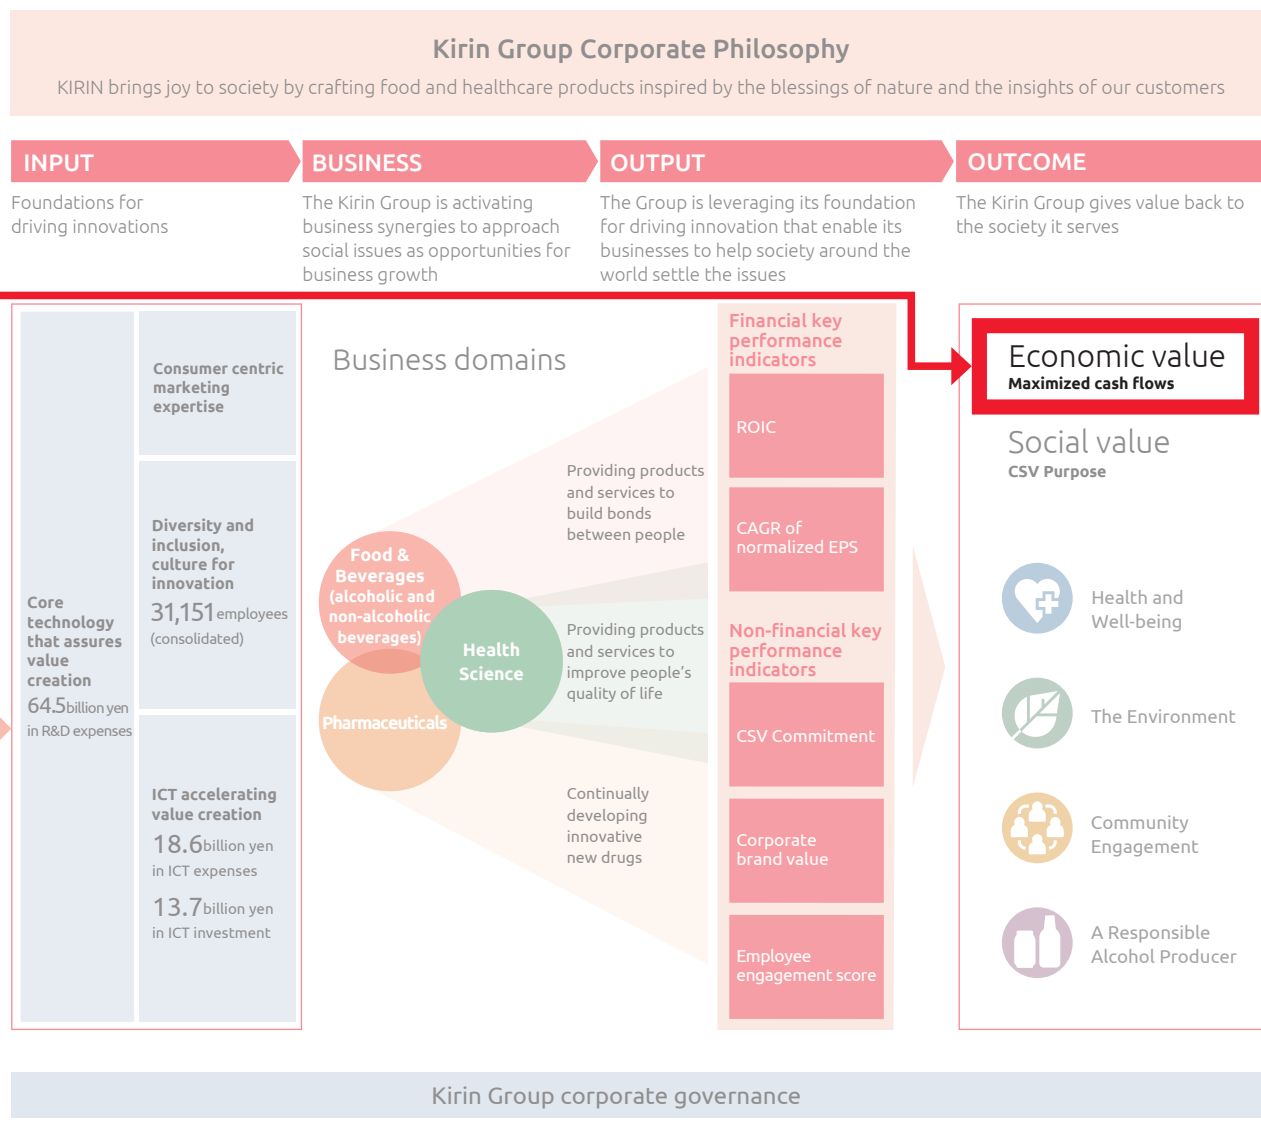 Kirin Group Corporate Philosophy
KIRIN brings joy to society by crafting food and healthcare products inspired by the blessings of nature and the insights of our customers
INPUT
Foundations for
driving innovations
BUSINESS
The Kirin Group is activating
business synergies to approach
social issues as opportunities for
business growth
OUTPUT
The Group is leveraging its foundation
for driving innovation that enable its
businesses to help society around the
world settle the issues
OUTCOME
The Kirin Group gives value back to
the society it serves
Core
technology
that assures
value
creation
64.5billion yen
in R&D expenses
Consumer centric
marketing
expertise
Diversity and
inclusion,
culture for
innovation
31,151 employees
(consolidated)
ICT accelerating
value creation
18.6billion yen
in ICT expenses
13.7billion yen
in ICT investment
Business domains
Food &
Beverages
(alcoholic and
non-alcoholic
beverages)
Health
Science
Pharmaceuticals
Providing products
and services to
build bonds
between people
Providing products
and services to
improve people's
quality of life
Continually
developing
innovative
new drugs
Financial key
performance
indicators
ROIC
CAGR of
normalized EPS
Non-financial key
performance
indicators
CSV Commitment
Corporate
brand value
Employee
engagement score
Economic value
Maximized cash flows
Social value
CSV Purpose
Health and
Well-being
The Environment
Community
Engagement
A Responsible
Alcohol Producer
Kirin Group corporate governance